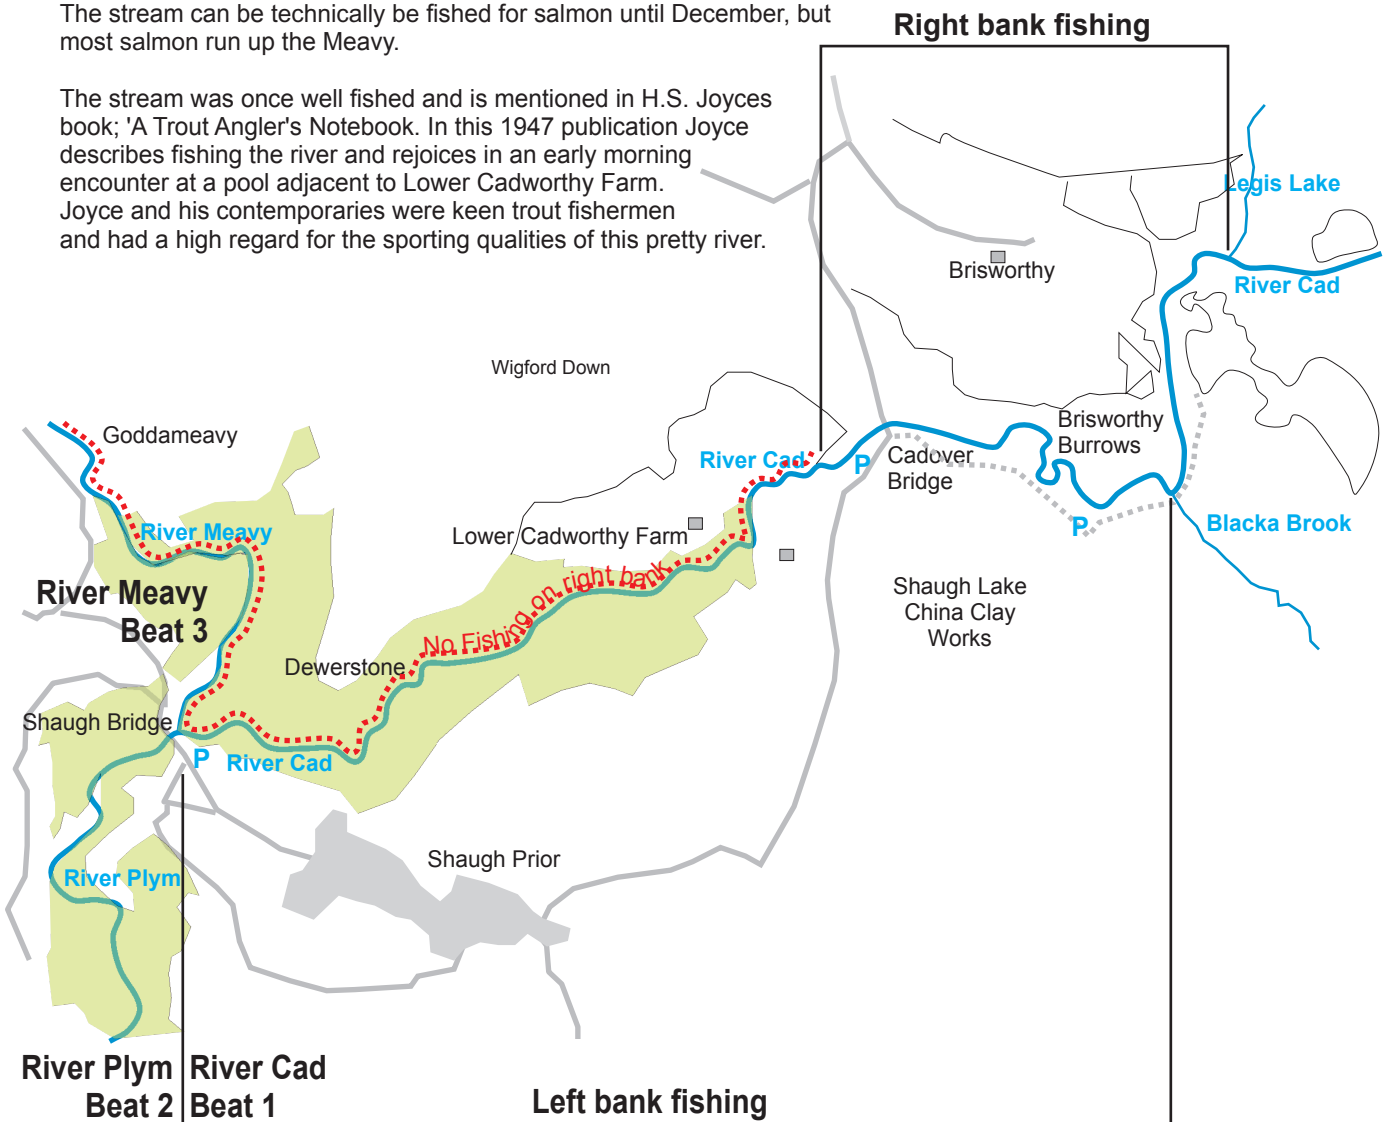 The stream can be technically be fished for salmon until December, but
most salmon run up the Meavy.
The stream was once well fished and is mentioned in H.S. Joyces
book; 'A Trout Angler's Notebook. In this 1947 publication Joyce
describes fishing the river and rejoices in an early morning
encounter at a pool adjacent to Lower Cadworthy Farm.
Joyce and his contemporaries were keen trout fishermen
and had a high regard for the sporting qualities of this pretty river.
Right bank fishing
Legis Lake
Brisworthy
River Cad
Wigford Down
Goddameavy
Brisworthy
Burrows
River Cad
P
Cadover
Bridge
River Meavy
Lower Cadworthy Farm
P
Blacka Brook
No Fishing on right bank
River Meavy
Beat 3
Shaugh Lake
China Clay
Works
Dewerstone
Shaugh Bridge
P
River Cad
Shaugh Prior
River Plym
River Plym
Beat 2
River Cad
Beat 1
Left bank fishing